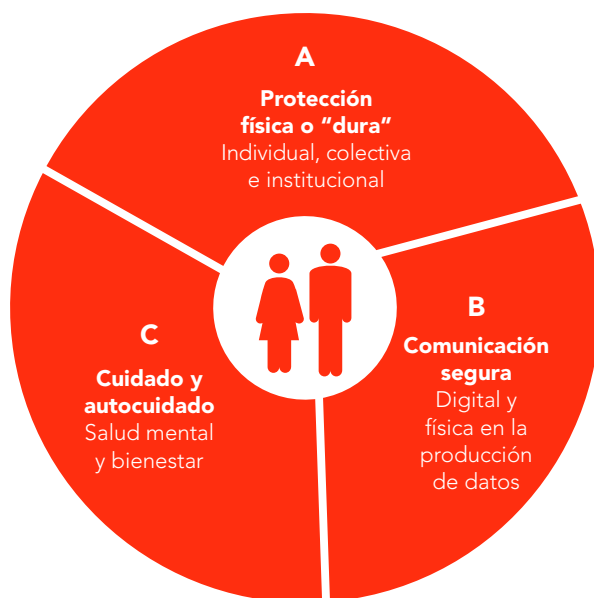 A
Protección
física o “dura”
Individual, colectiva
e institucional
B
Comunicación
segura
Digital y
física en la
producción
de datos
C
Cuidado y
autocuidado
Salud mental
y bienestar